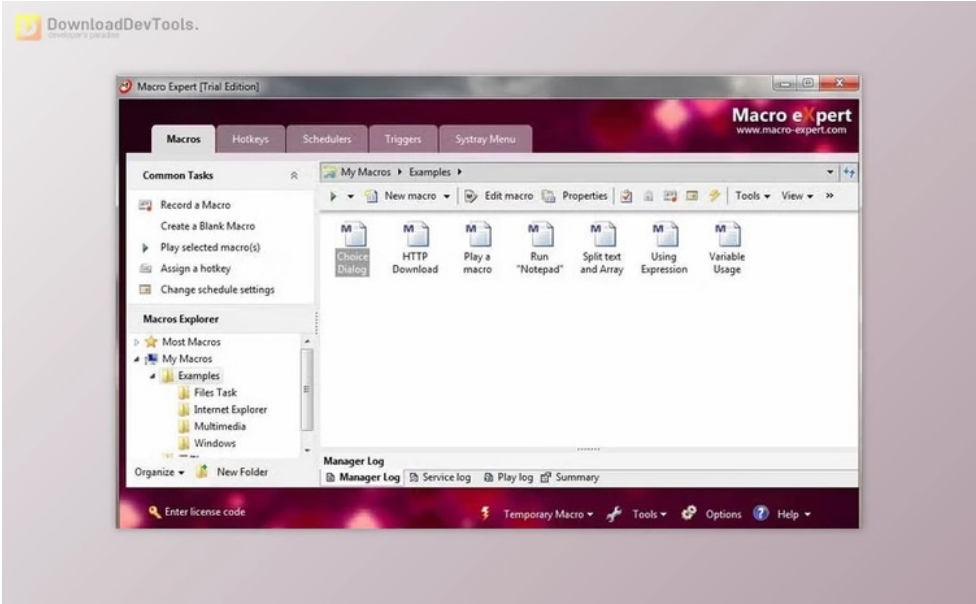 DownloadDevTools.
developer's paradise
Macro Expert [Trial Edition]
Macro eXpert
www.macro-expert.com
Macros
Hotkeys
Schedulers
Triggers
Systray Menu
Common Tasks
Record a Macro
Create a Blank Macro
Play selected macro(s)
Assign a hotkey
Change schedule settings
Macros Explorer
Most Macros
My Macros
Examples
Files Task
Internet Explorer
Multimedia
Windows
Organize
New Folder
My Macros Examples
New macro Edit macro Properties Tools View »
Choice
Dialog
HTTP
Download
Play a
macro
Run
"Notepad"
Split text
and Array
Using
Expression
Variable
Usage
Manager Log
Manager Log Service log Play log Summary
Enter license code
Temporary Macro Tools Options Help